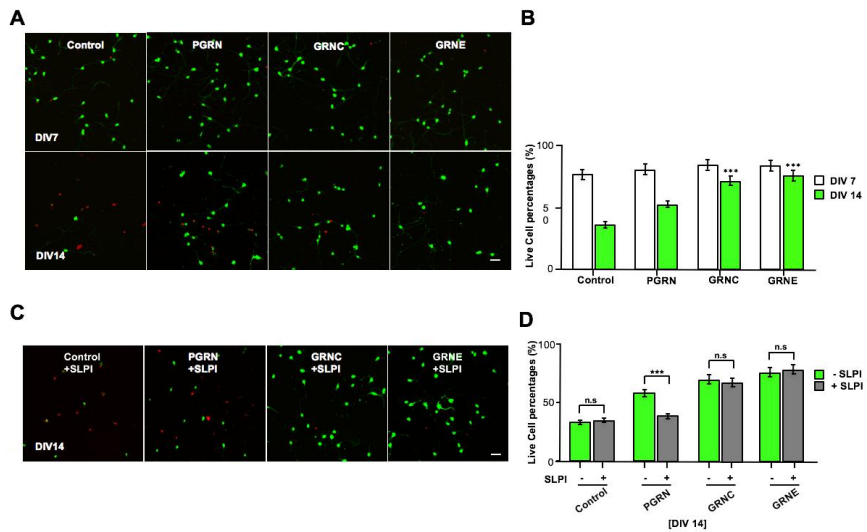 A
Control
PGRN
GRNC
GRNE
DIV7
DIV14
B
Live Cell percentages (%)
100
5
0
0
***
***
DIV 7
DIV 14
Control
PGRN
GRNC
GRNE
C
Control
+SLPI
PGRN
+SLPI
GRNC
+SLPI
GRNE
+SLPI
DIV14
D
Live Cell percentages (%)
100
50
0
n.s
***
n.s
n.s
- SLPI
+ SLPI
SLPI
- + - + - + - +
Control
PGRN
GRNC
GRNE
[DIV 14]